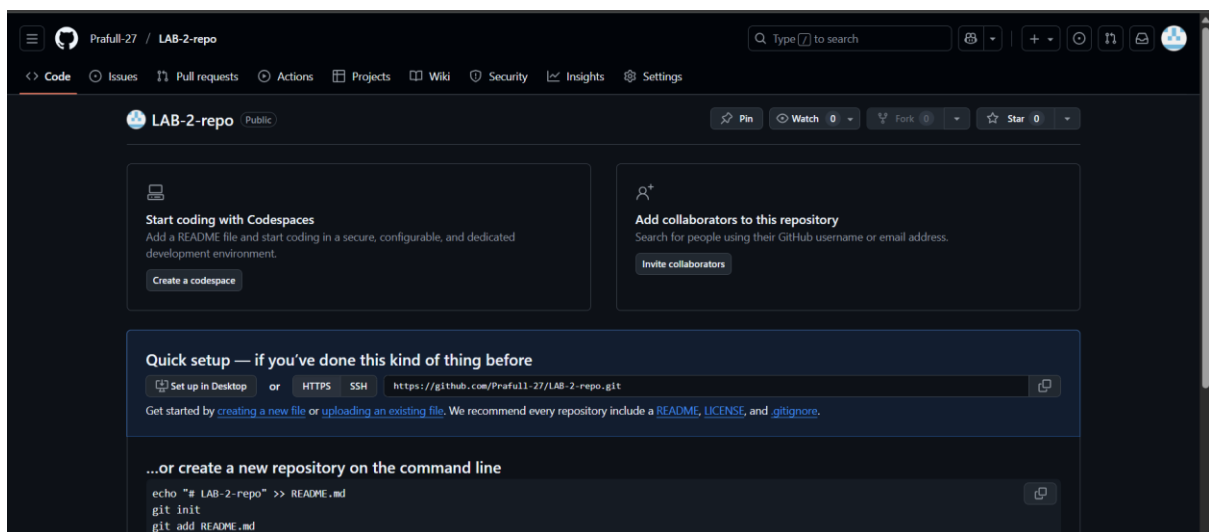 Prafull-27 / LAB-2-repo
Type / to search
Code Issues Pull requests Actions Projects Wiki Security Insights Settings
LAB-2-repo Public
Pin Watch 0 Fork 0 Star 0
Start coding with Codespaces
Add a README file and start coding in a secure, configurable, and dedicated
development environment.
Create a codespace
Add collaborators to this repository
Search for people using their GitHub username or email address.
Invite collaborators
Quick setup — if you've done this kind of thing before
Set up in Desktop or HTTPS SSH https://github.com/Prafull-27/LAB-2-repo.git
Get started by creating a new file or uploading an existing file. We recommend every repository include a README, LICENSE, and .gitignore.
...or create a new repository on the command line
echo "# LAB-2-repo" >> README.md
git init
git add README.md